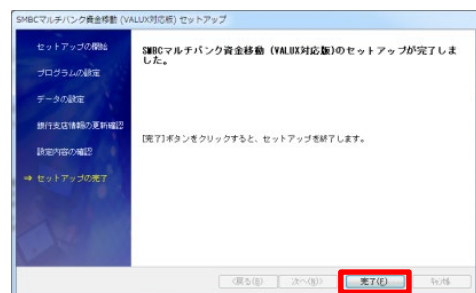 SMBCマルチバンク資金移動 (VALUX対応版) セットアップ
セットアップの開始
プログラムの設定
データの設定
銀行支店情報の更新確認
設定内容の確認
⇒ セットアップの完了
SMBCマルチバンク資金移動 (VALUX対応版)のセットアップが完了しま
した。
[完了]ボタンをクリックすると、セットアップを終了します。
<戻る(B)
次へ(N)>
完了(F)
キャンセル